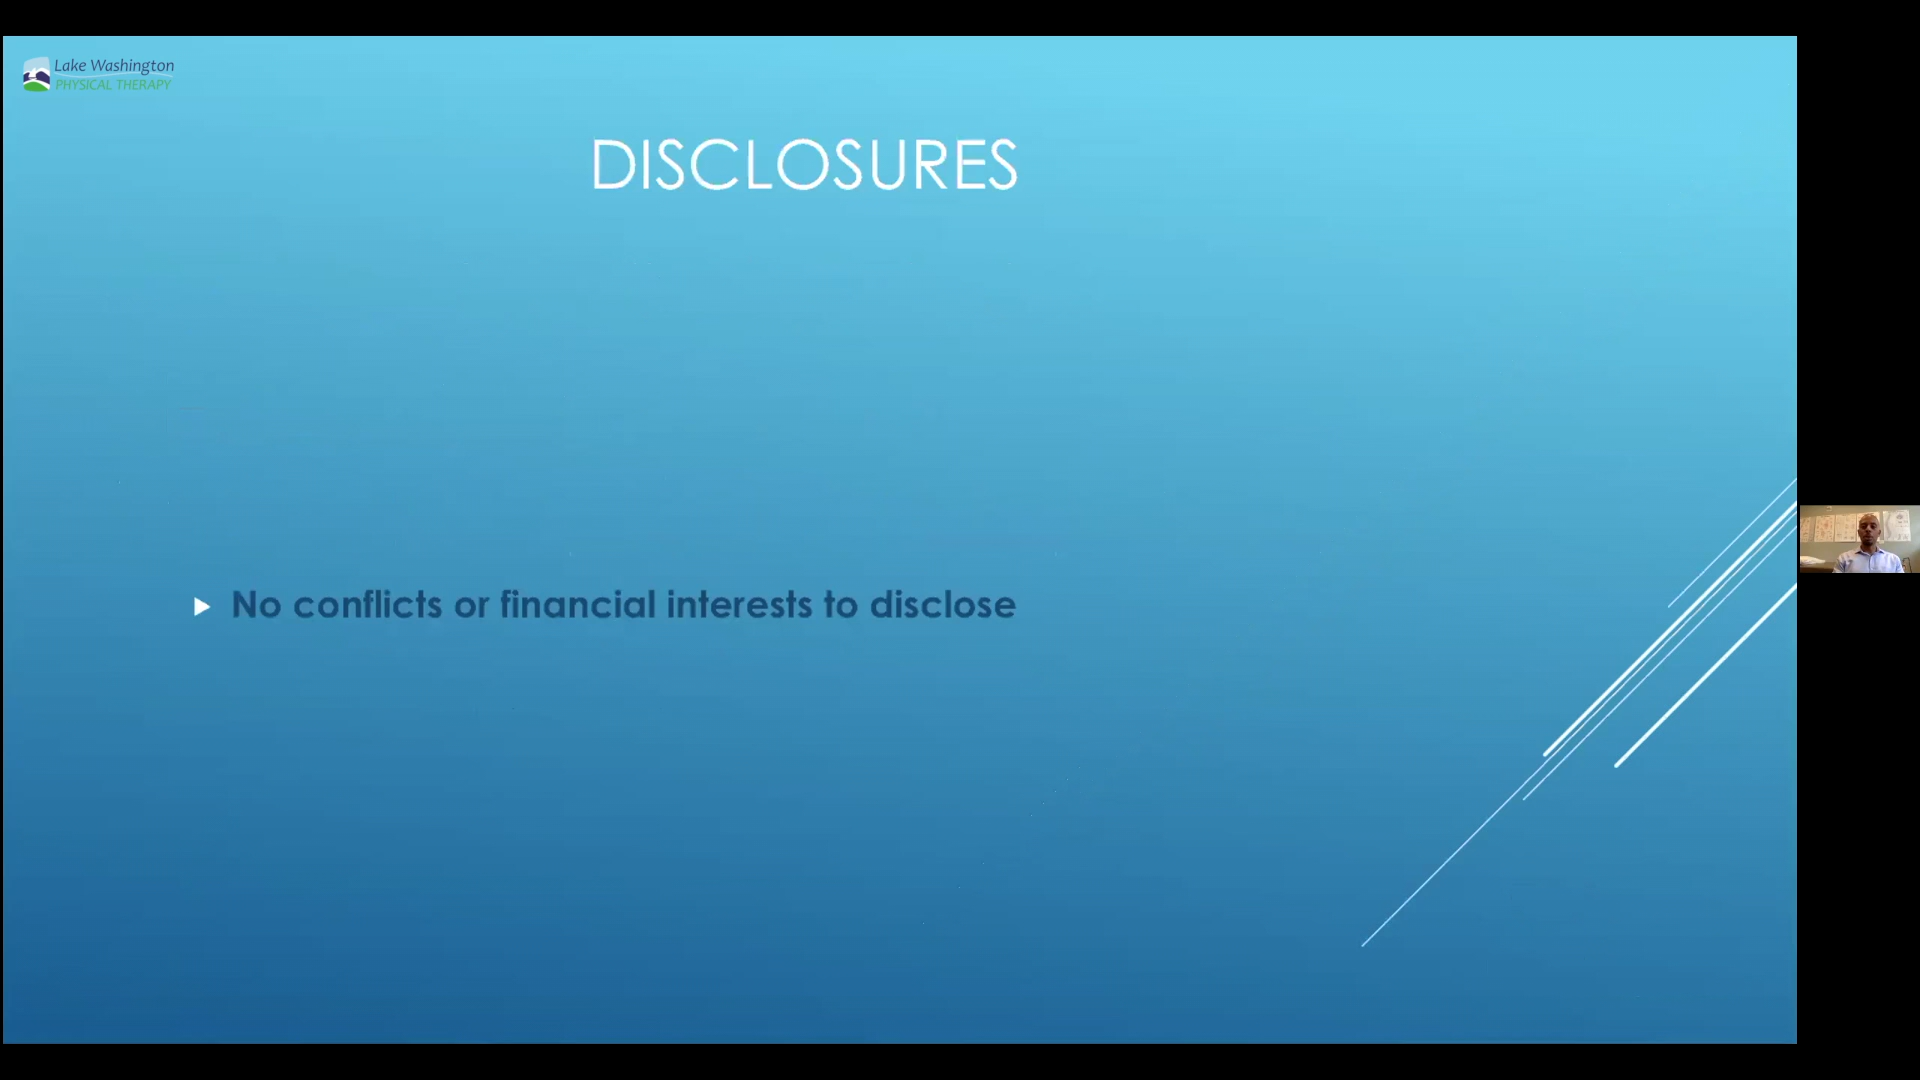 Lake Washington
PHYSICAL THERAPY
DISCLOSURES
No conflicts or financial interests to disclose